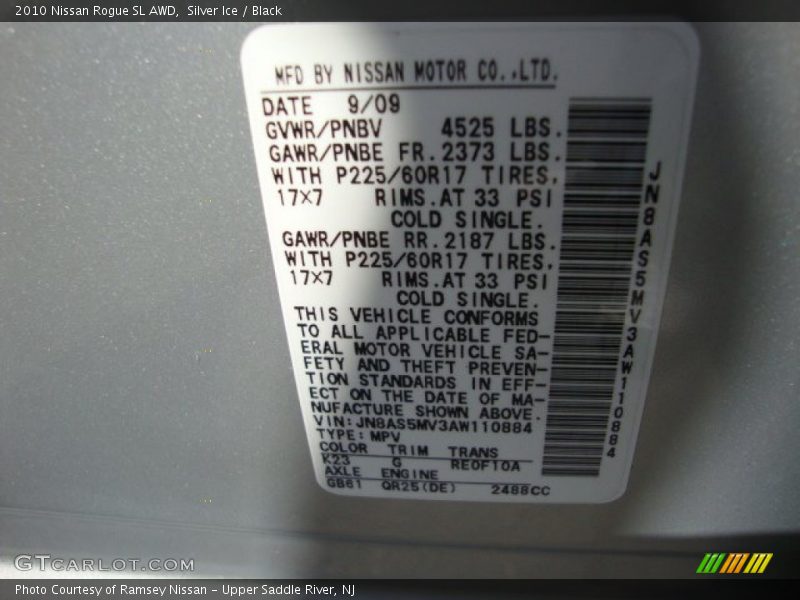 2010 Nissan Rogue SL AWD, Silver Ice / Black
MFD BY NISSAN MOTOR CO.,LTD.
DATE 9/09
GVWR/PNBV 4525 LBS.
GAWR/PNBE FR.2373 LBS.
WITH P225/60R17 TIRES,
17×7 RIMS.AT 33 PSI
COLD SINGLE.
GAWR/PNBE RR.2187 LBS.
WITH P225/60R17 TIRES,
17×7 RIMS.AT 33 PSI
COLD SINGLE.
THIS VEHICLE CONFORMS
TO ALL APPLICABLE FED-
ERAL MOTOR VEHICLE SA-
FETY AND THEFT PREVEN-
TION STANDARDS IN EFF-
ECT ON THE DATE OF MA-
NUFACTURE SHOWN ABOVE.
VIN:JN8AS5MV3AW110884
TYPE:MPV
COLOR TRIM TRANS
K23 G RE0F10A
AXLE ENGINE
GB61 QR25(DE) 2488CC
JN8AS5MV3AW110884
GTCARLOT.COM
Photo Courtesy of Ramsey Nissan - Upper Saddle River, NJ